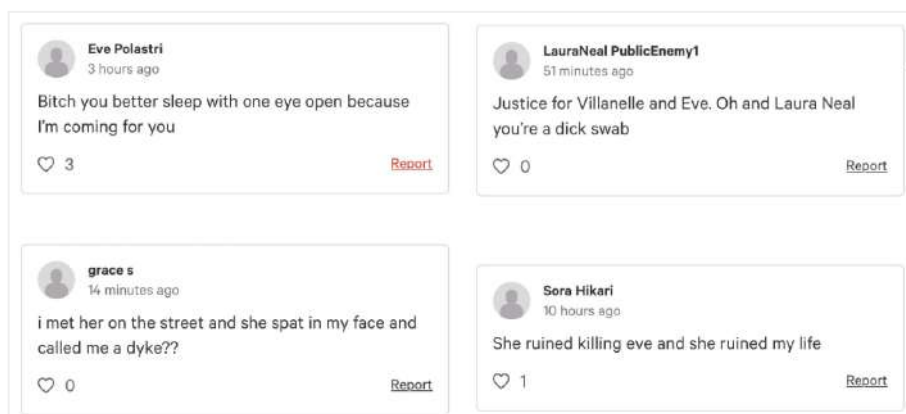 Eve Polastri
3 hours ago
Bitch you better sleep with one eye open because
I'm coming for you
3
Report
LauraNeal PublicEnemy1
51 minutes ago
Justice for Villanelle and Eve. Oh and Laura Neal
you're a dick swab
0
Report
grace s
14 minutes ago
i met her on the street and she spat in my face and
called me a dyke??
0
Report
Sora Hikari
10 hours ago
She ruined killing eve and she ruined my life
1
Report